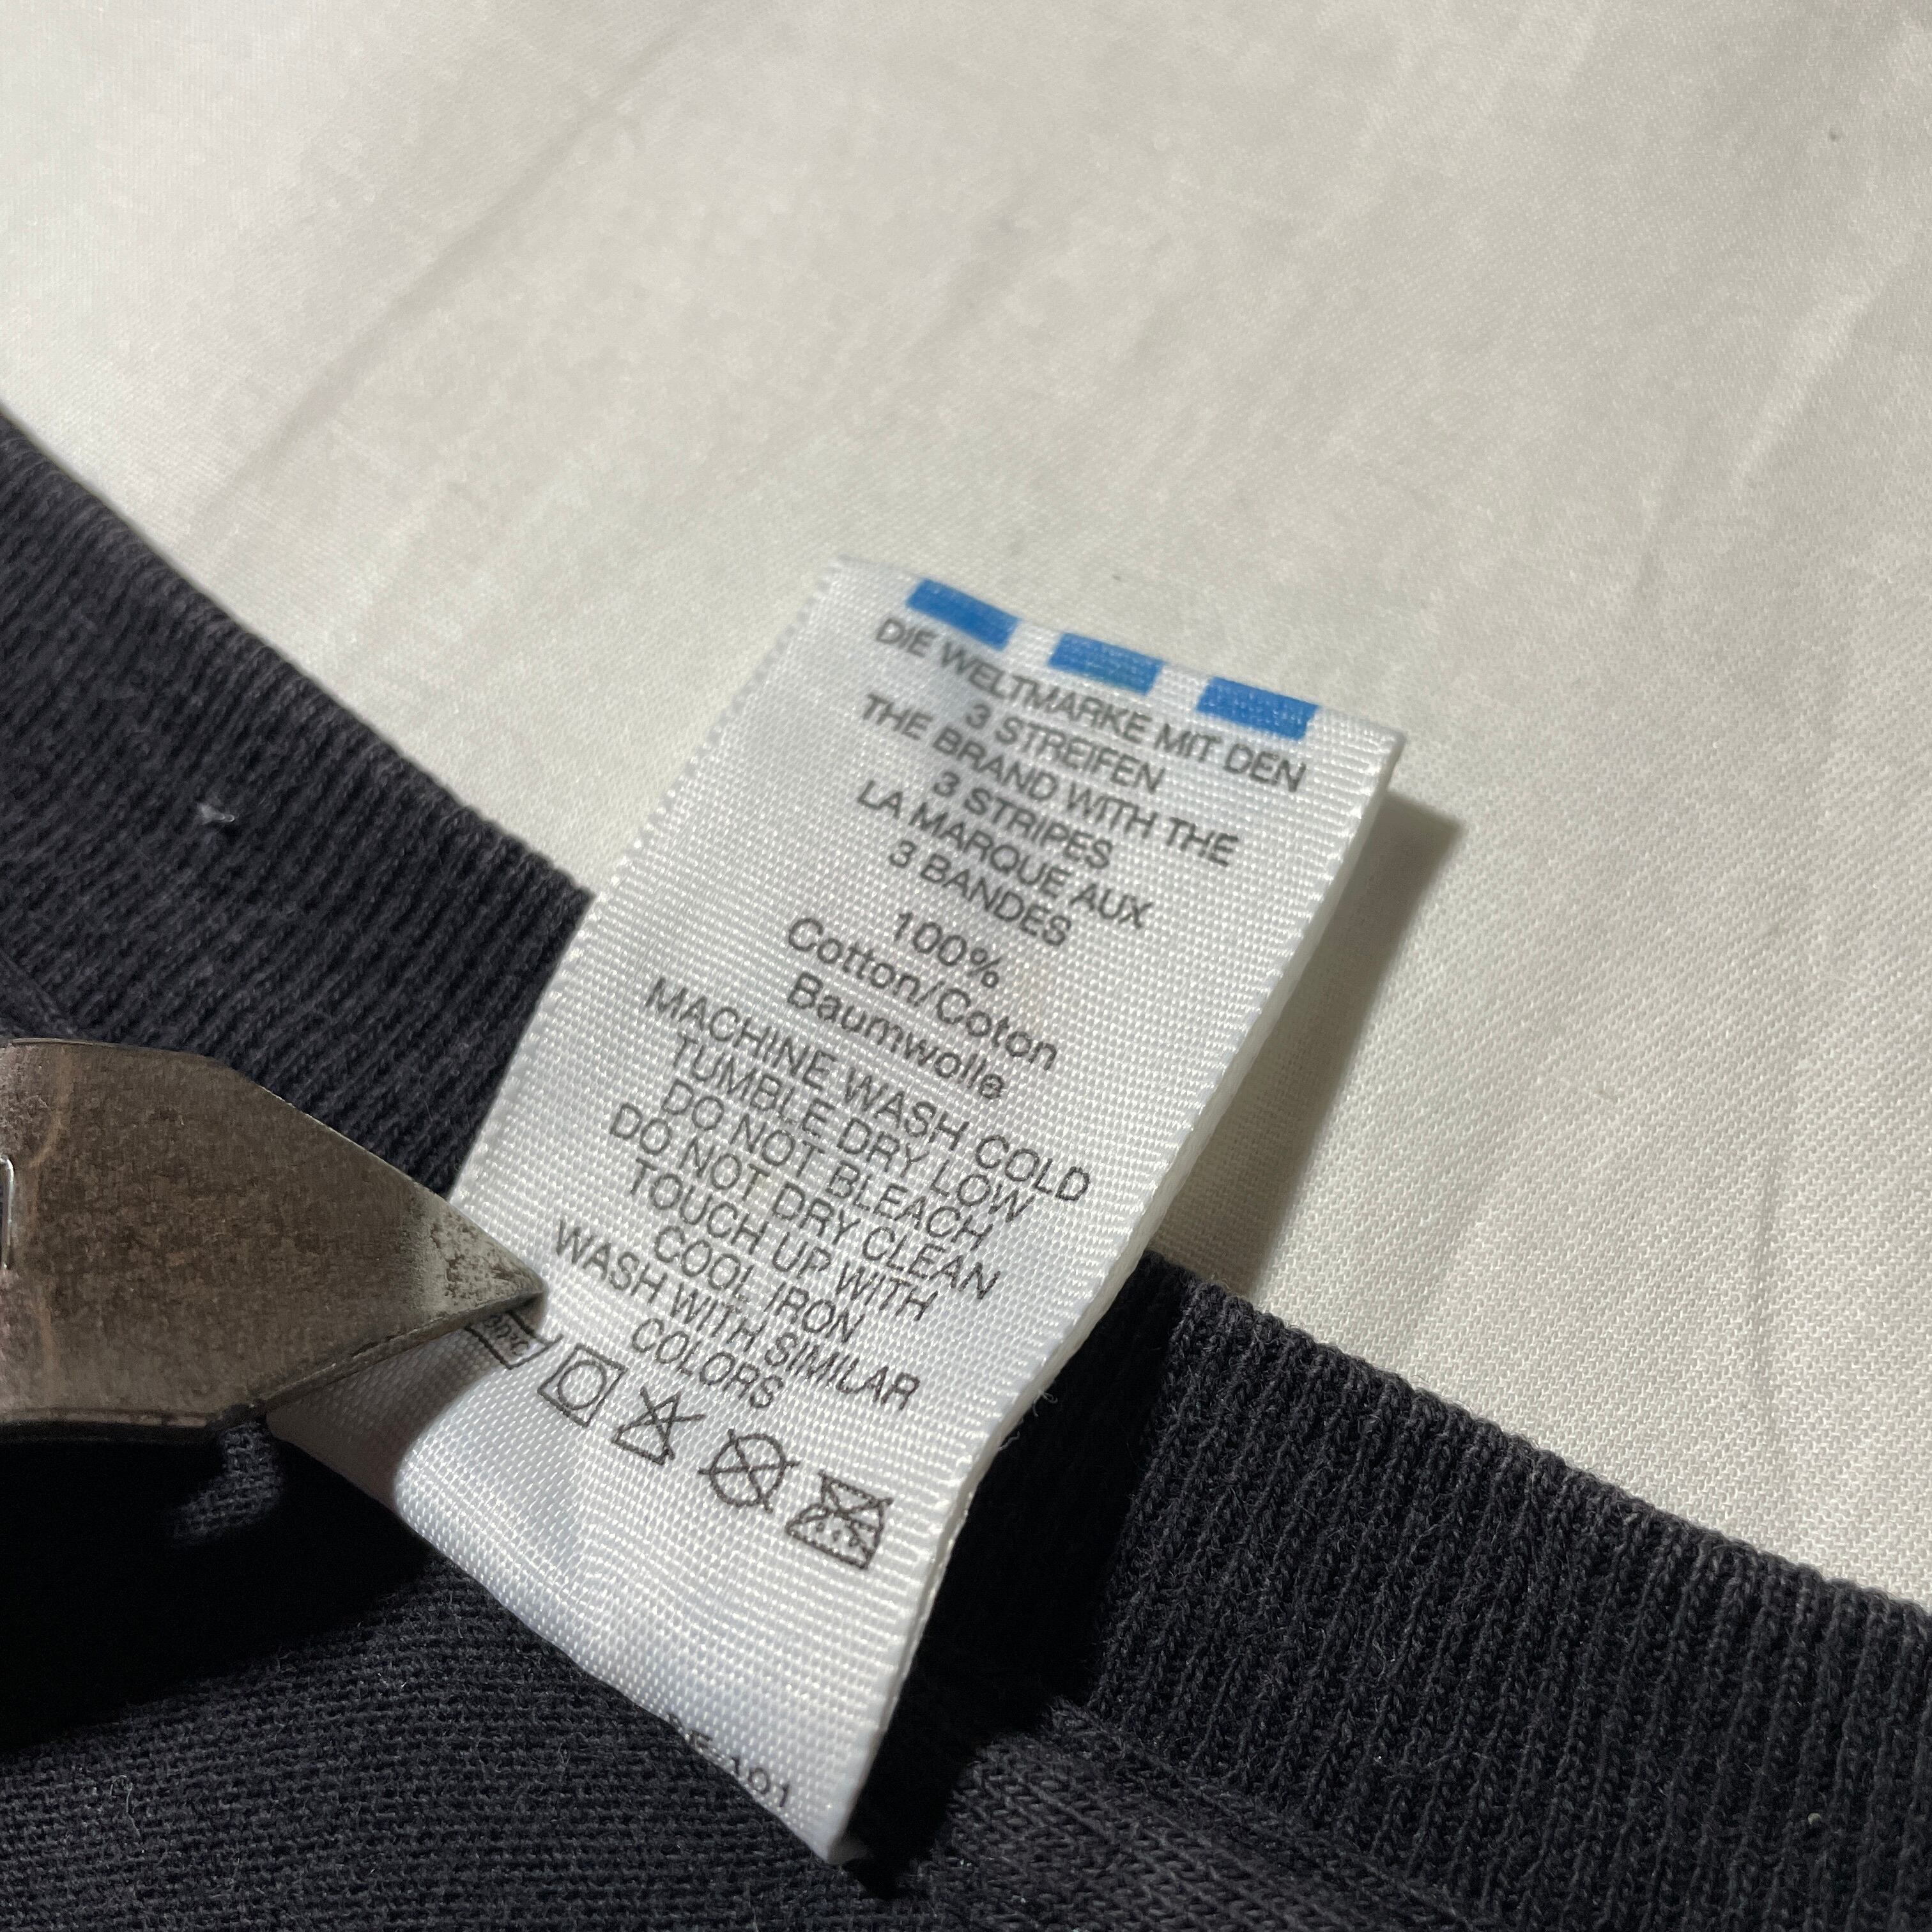 DIE WELTMARKE MIT DEN
3 STREIFEN
THE BRAND WITH THE
3 STRIPES
LA MARQUE AUX
3 BANDES
100%
Cotton/Coton
Baumwolle
MACHINE WASH COLD
TUMBLE DRY LOW
DO NOT BLEACH
DO NOT DRY CLEAN
TOUCH UP WITH
COOL IRON
WASH WITH SIMILAR
COLORS